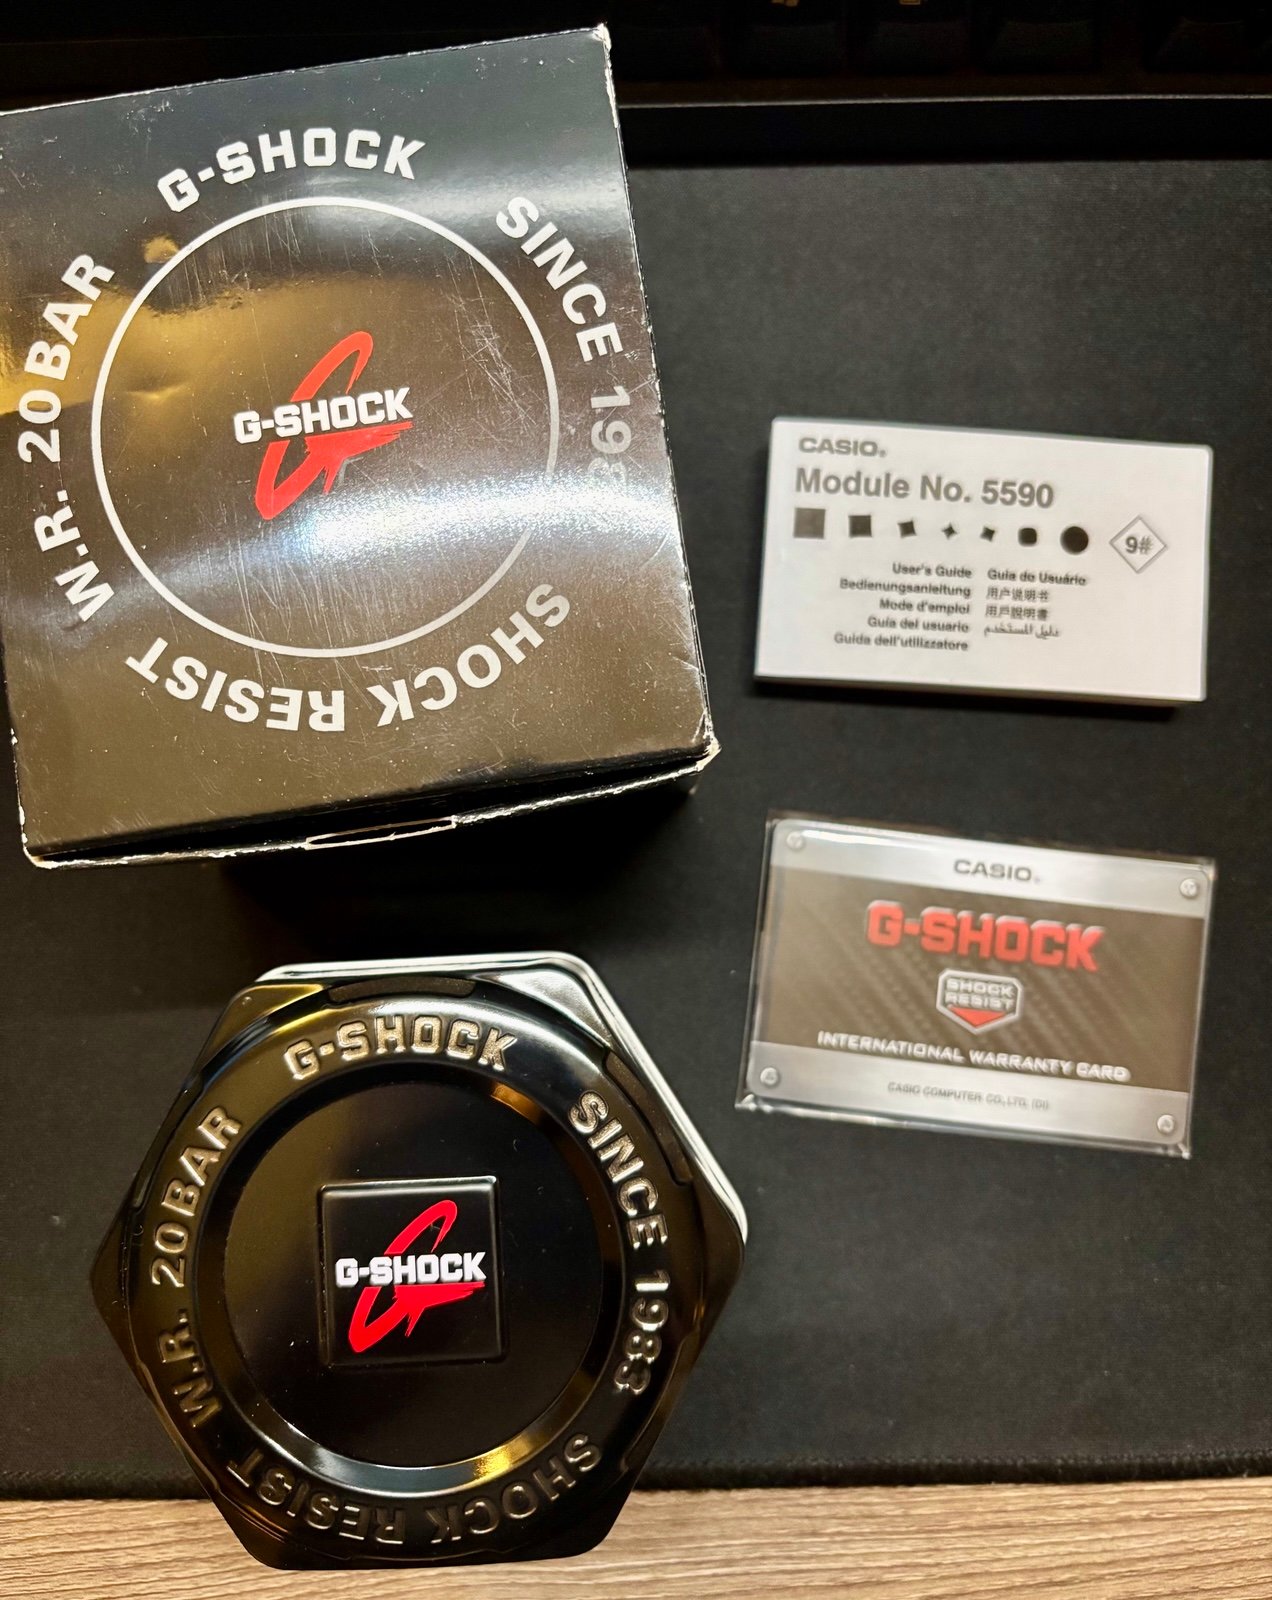 G-SHOCK
SINCE 1983
SHOCK RESIST
W.R. 20BAR
G-SHOCK
CASIO®
Module No. 5590
9#
User's Guide
Bedienungsanleitung
Mode d'emploi
Guía del usuario
Guida dell'utilizzatore
Guia do Usuário
用户说明书
用戶說明書
دليل المستخدم
CASIO®
G-SHOCK
SHOCK
RESIST
INTERNATIONAL WARRANTY CARD
CASIO COMPUTER CO., LTD. (DI)
G-SHOCK
SINCE 1983
SHOCK RESIST
W.R. 20BAR
G-SHOCK